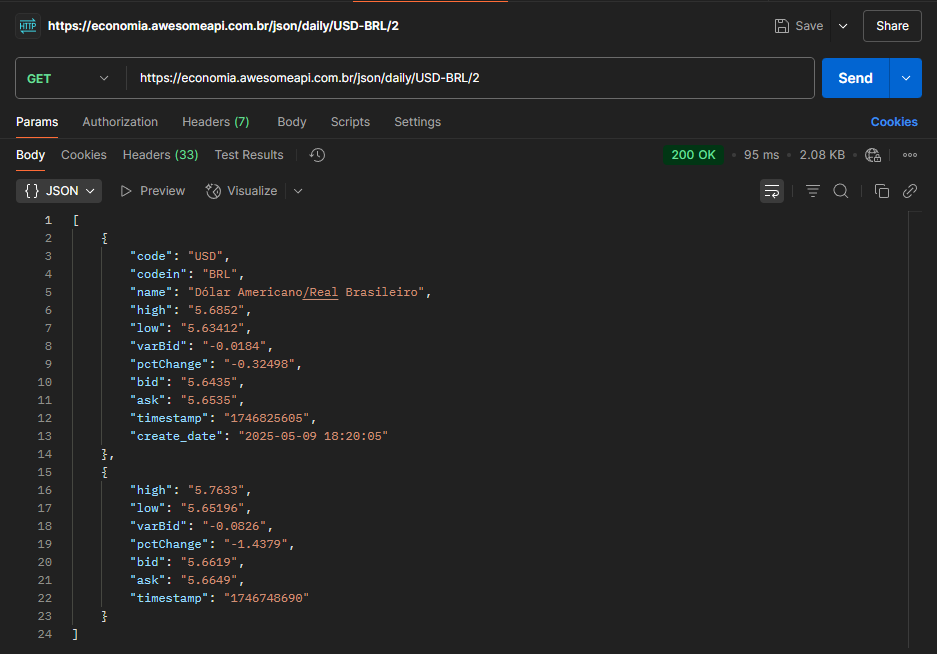 HTTP https://economia.awesomeapi.com.br/json/daily/USD-BRL/2 Save Share
GET https://economia.awesomeapi.com.br/json/daily/USD-BRL/2 Send
Params Authorization Headers (7) Body Scripts Settings Cookies
Body Cookies Headers (33) Test Results 200 OK • 95 ms • 2.08 KB •
{} JSON Preview Visualize
1 [
2 {
3 "code": "USD",
4 "codein": "BRL",
5 "name": "Dólar Americano/Real Brasileiro",
6 "high": "5.6852",
7 "low": "5.63412",
8 "varBid": "-0.0184",
9 "pctChange": "-0.32498",
10 "bid": "5.6435",
11 "ask": "5.6535",
12 "timestamp": "1746825605",
13 "create_date": "2025-05-09 18:20:05"
14 },
15 {
16 "high": "5.7633",
17 "low": "5.65196",
18 "varBid": "-0.0826",
19 "pctChange": "-1.4379",
20 "bid": "5.6619",
21 "ask": "5.6649",
22 "timestamp": "1746748690"
23 }
24 ]